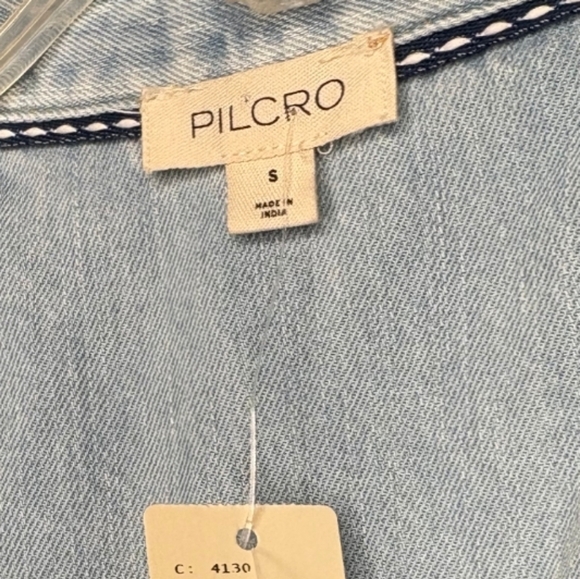 PILCRO
S
MADE IN
INDIA
C: 4130